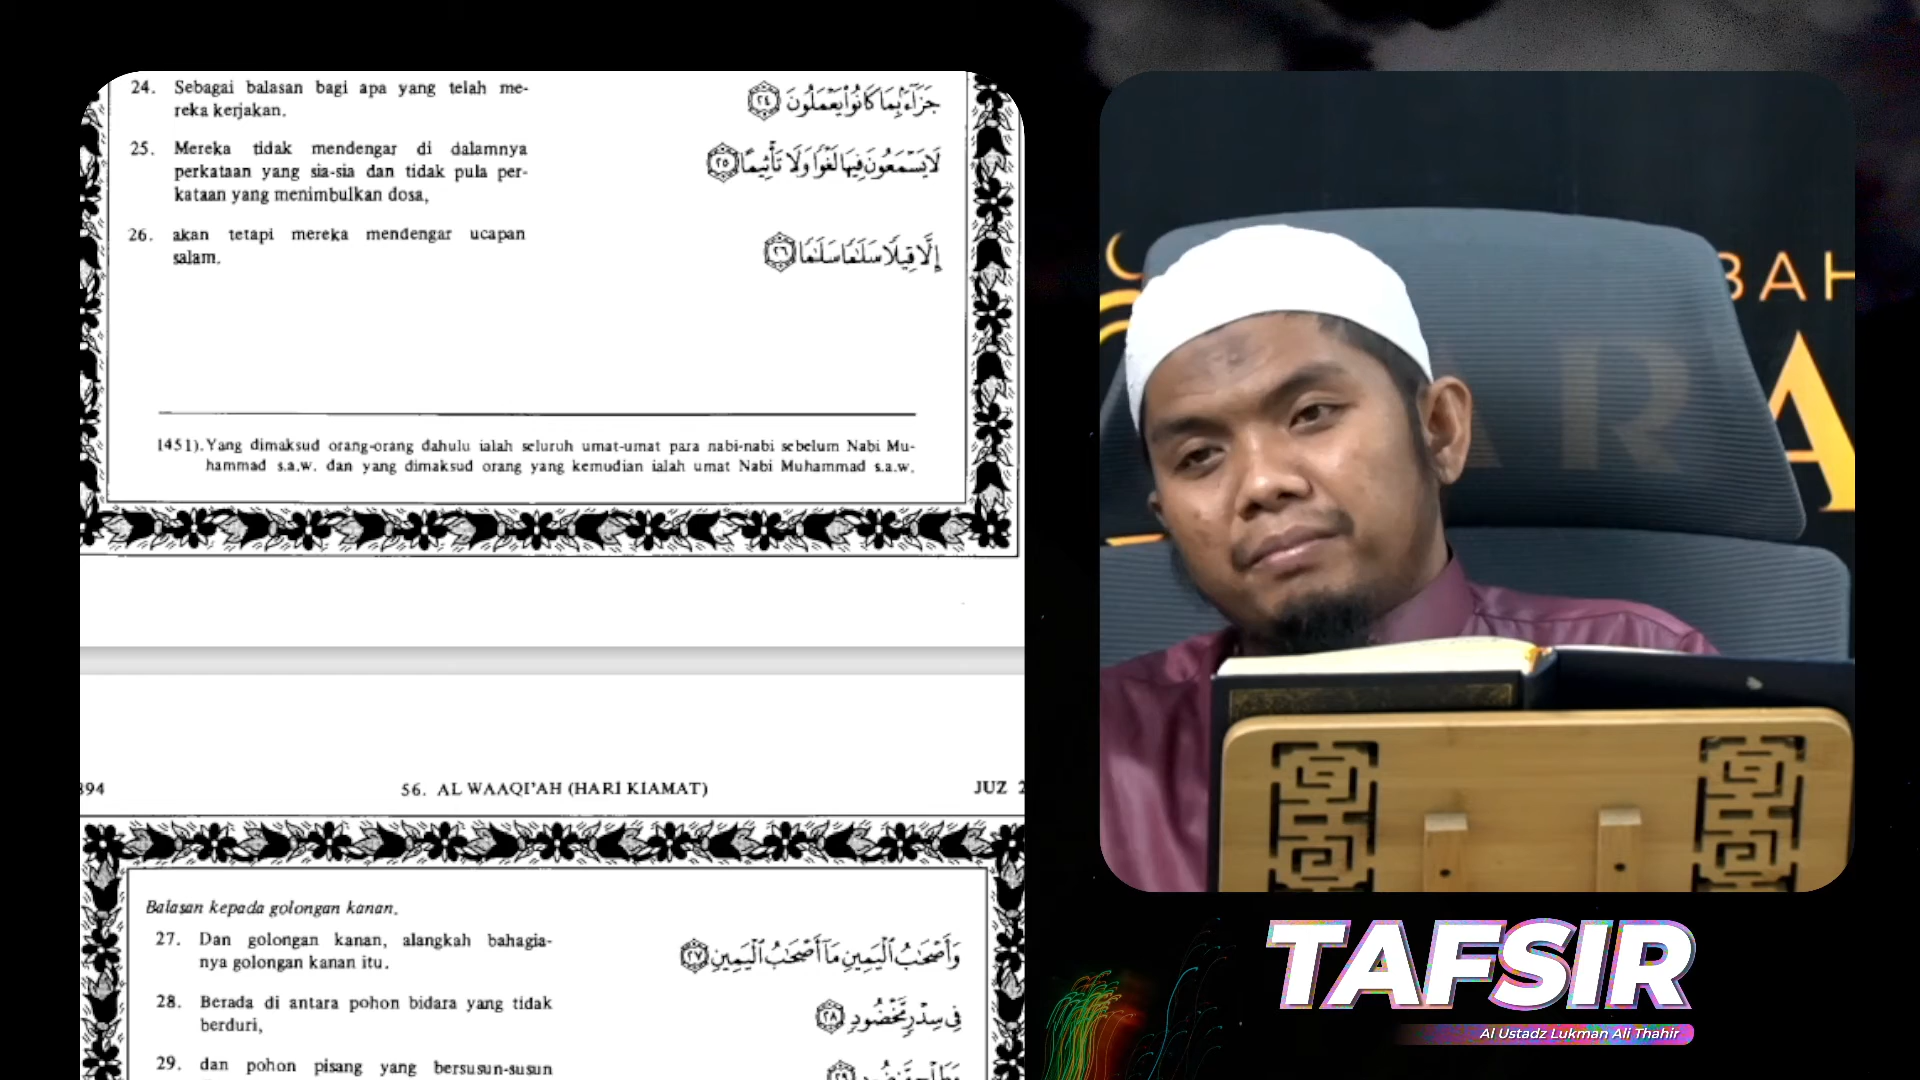 24. Sebagai balasan bagi apa yang telah me-
reka kerjakan.
جَزَاءً بِمَا كَانُوا يَعْمَلُونَ ﴿٢٤﴾
25. Mereka tidak mendengar di dalamnya
perkataan yang sia-sia dan tidak pula per-
kataan yang menimbulkan dosa,
لَا يَسْمَعُونَ فِيهَا لَغْوًا وَلَا تَأْثِيمًا ﴿٢٥﴾
26. akan tetapi mereka mendengar ucapan
salam.
إِلَّا قِيلًا سَلَٰمًا سَلَٰمًا ﴿٢٦﴾
1451). Yang dimaksud orang-orang dahulu ialah seluruh umat-umat para nabi-nabi sebelum Nabi Mu-
hammad s.a.w. dan yang dimaksud orang yang kemudian ialah umat Nabi Muhammad s.a.w.
894 56. AL WAAQI'AH (HARI KIAMAT) JUZ
Balasan kepada golongan kanan.
27. Dan golongan kanan, alangkah bahagia-
nya golongan kanan itu.
وَأَصْحَٰبُ ٱلْيَمِينِ مَآ أَصْحَٰبُ ٱلْيَمِينِ ﴿٢٧﴾
28. Berada di antara pohon bidara yang tidak
berduri,
فِي سِدْرٍ مَّخْضُودٍ ﴿٢٨﴾
29. dan pohon pisang yang bersusun-susun
BAH
A
TAFSIR
Al Ustadz Lukman Ali Thahir